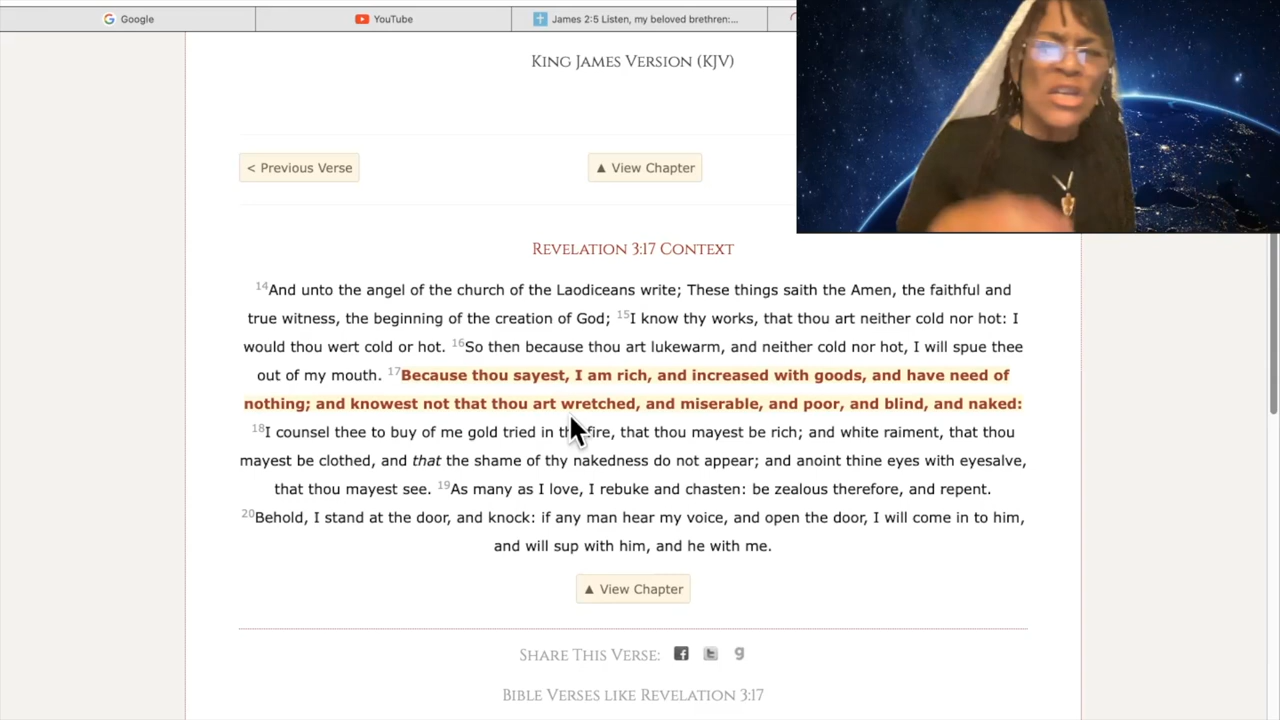 Google
YouTube
James 2:5 Listen, my beloved brethren:...
King James Version (KJV)
< Previous Verse
▲ View Chapter
Revelation 3:17 Context
14And unto the angel of the church of the Laodiceans write; These things saith the Amen, the faithful and
true witness, the beginning of the creation of God; 15I know thy works, that thou art neither cold nor hot: I
would thou wert cold or hot. 16So then because thou art lukewarm, and neither cold nor hot, I will spue thee
out of my mouth. 17Because thou sayest, I am rich, and increased with goods, and have need of
nothing; and knowest not that thou art wretched, and miserable, and poor, and blind, and naked:
18I counsel thee to buy of me gold tried in the fire, that thou mayest be rich; and white raiment, that thou
mayest be clothed, and that the shame of thy nakedness do not appear; and anoint thine eyes with eyesalve,
that thou mayest see. 19As many as I love, I rebuke and chasten: be zealous therefore, and repent.
20Behold, I stand at the door, and knock: if any man hear my voice, and open the door, I will come in to him,
and will sup with him, and he with me.
▲ View Chapter
Share This Verse:
Bible Verses like Revelation 3:17